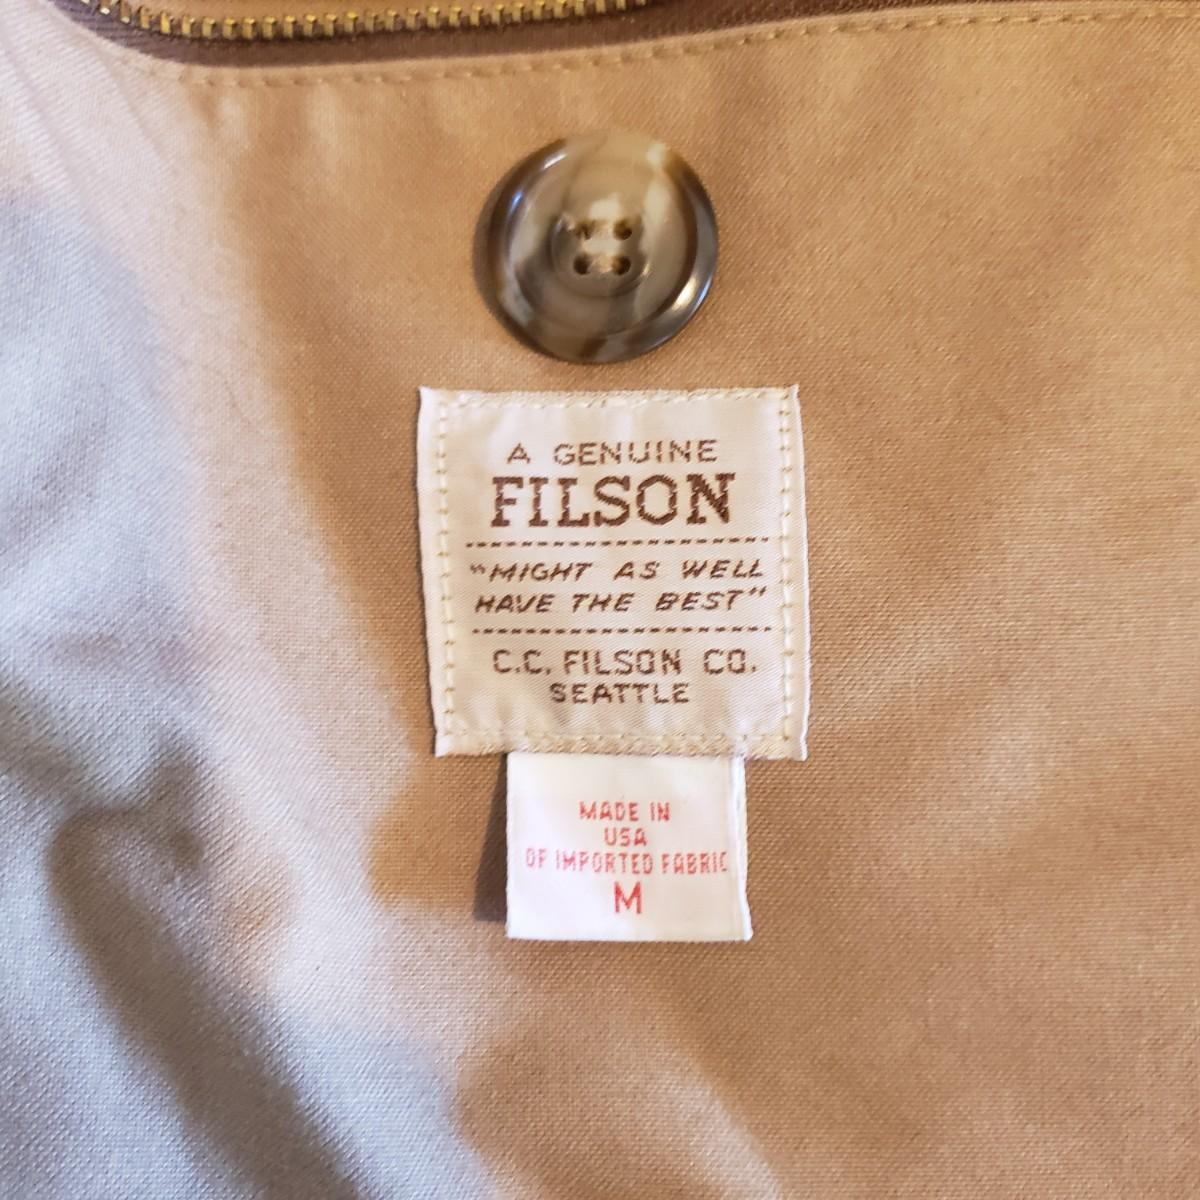 A GENUINE
FILSON
"MIGHT AS WELL
HAVE THE BEST"
C.C. FILSON CO.
SEATTLE
MADE IN
USA
OF IMPORTED FABRIC
M